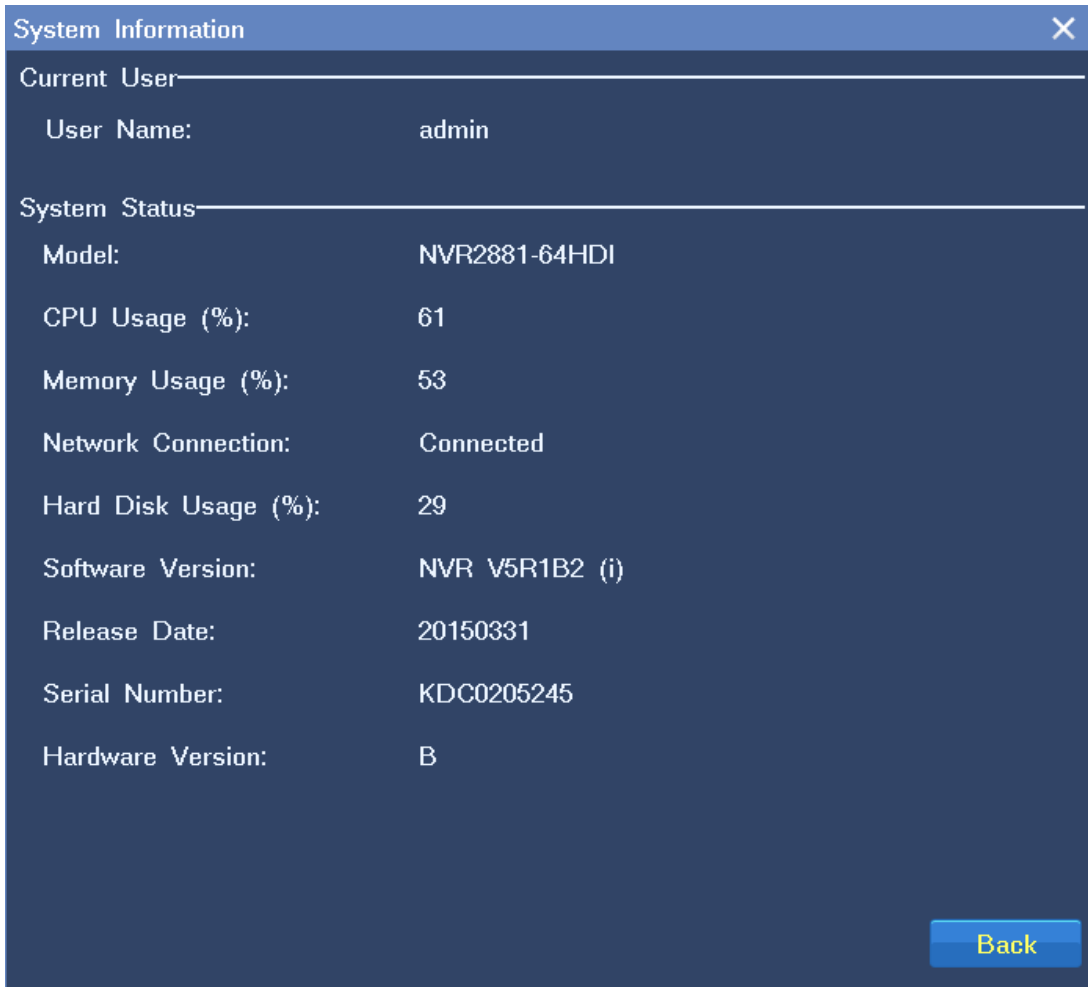 System Information
Current User
User Name: admin
System Status
Model: NVR2881-64HDI
CPU Usage (%): 61
Memory Usage (%): 53
Network Connection: Connected
Hard Disk Usage (%): 29
Software Version: NVR V5R1B2 (i)
Release Date: 20150331
Serial Number: KDC0205245
Hardware Version: B
Back